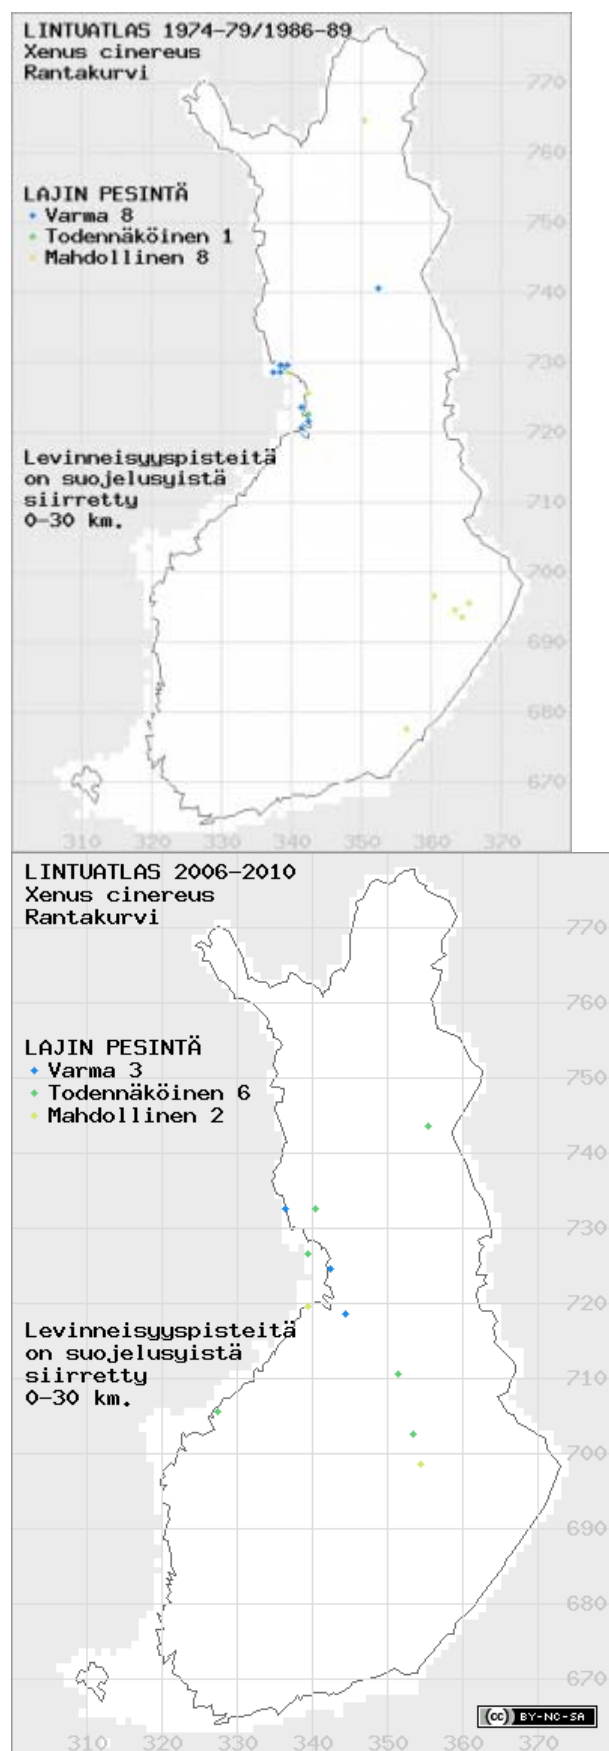 LINTUATLAS 1974-79/1986-89
Xenus cinereus
Rantakurvi
770
760
LAJIN PESINTÄ
Varma 8
Todennäköinen 1
Mahdollinen 8
750
740
730
720
Levinneisyyspisteitä
on suojelusyistä
siirretty
0-30 km.
710
700
690
680
670
310 320 330 340 350 360 370
LINTUATLAS 2006-2010
Xenus cinereus
Rantakurvi
770
760
LAJIN PESINTÄ
Varma 3
Todennäköinen 6
Mahdollinen 2
750
740
730
720
Levinneisyyspisteitä
on suojelusyistä
siirretty
0-30 km.
710
700
690
680
670
cc BY-NC-SA
310 320 330 340 350 360 370